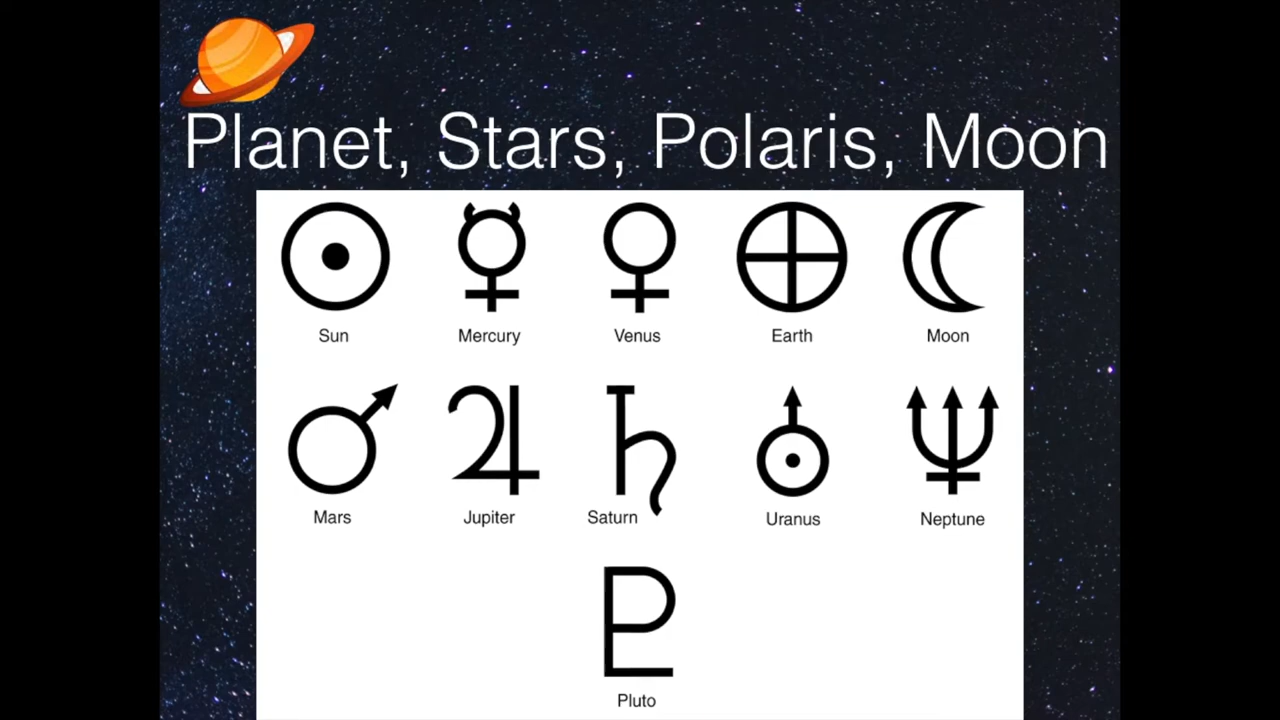 Planet, Stars, Polaris, Moon
Sun Mercury Venus Earth Moon
Mars Jupiter Saturn Uranus Neptune
Pluto